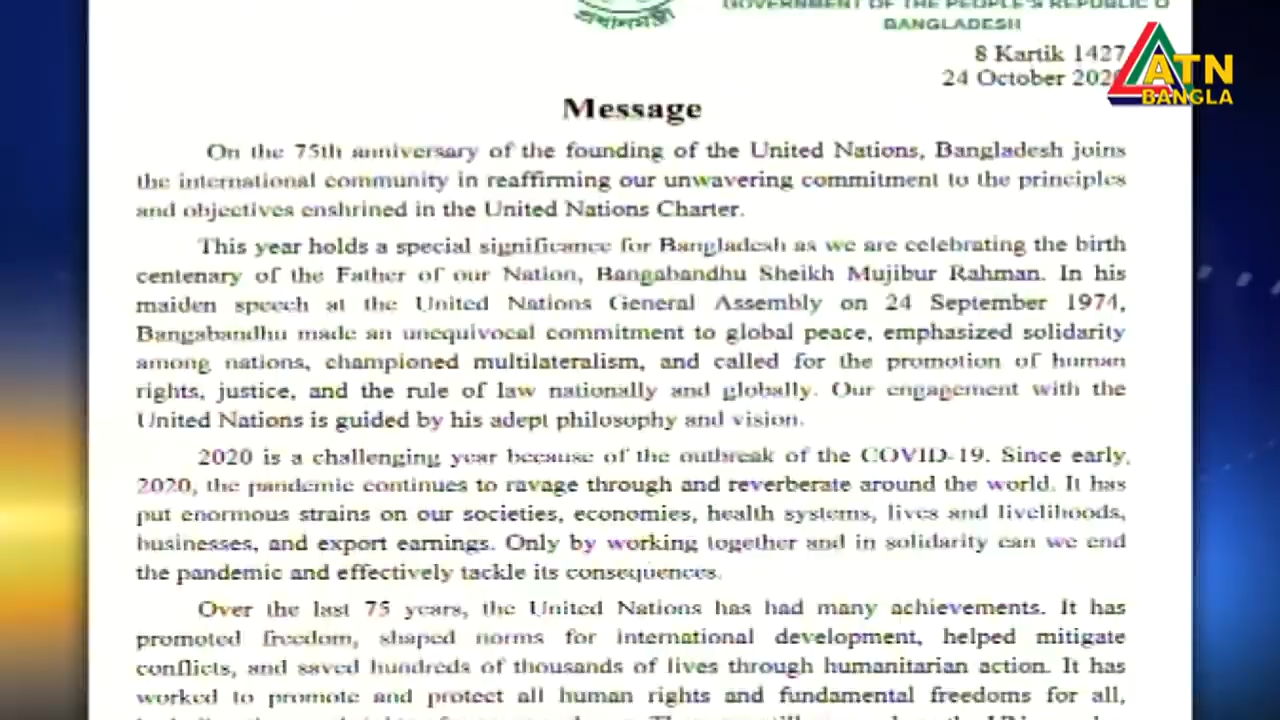 প্রধানমন্ত্রী
GOVERNMENT OF THE PEOPLE'S REPUBLIC O
BANGLADESH
8 Kartik 1427
24 October 202
ATN
BANGLA
Message
On the 75th anniversary of the founding of the United Nations, Bangladesh joins
the international community in reaffirming our unwavering commitment to the principles
and objectives enshrined in the United Nations Charter.
This year holds a special significance for Bangladesh as we are celebrating the birth
centenary of the Father of our Nation, Bangabandhu Sheikh Mujibur Rahman. In his
maiden speech at the United Nations General Assembly on 24 September 1974,
Bangabandhu made an unequivocal commitment to global peace, emphasized solidarity
among nations, championed multilateralism, and called for the promotion of human
rights, justice, and the rule of law nationally and globally. Our engagement with the
United Nations is guided by his adept philosophy and vision.
2020 is a challenging year because of the outbreak of the COVID-19. Since early,
2020, the pandemic continues to ravage through and reverberate around the world. It has
put enormous strains on our societies, economies, health systems, lives and livelihoods,
businesses, and export earnings. Only by working together and in solidarity can we end
the pandemic and effectively tackle its consequences.
Over the last 75 years, the United Nations has had many achievements. It has
promoted freedom, shaped norms for international development, helped mitigate
conflicts, and saved hundreds of thousands of lives through humanitarian action. It has
worked to promote and protect all human rights and fundamental freedoms for all,